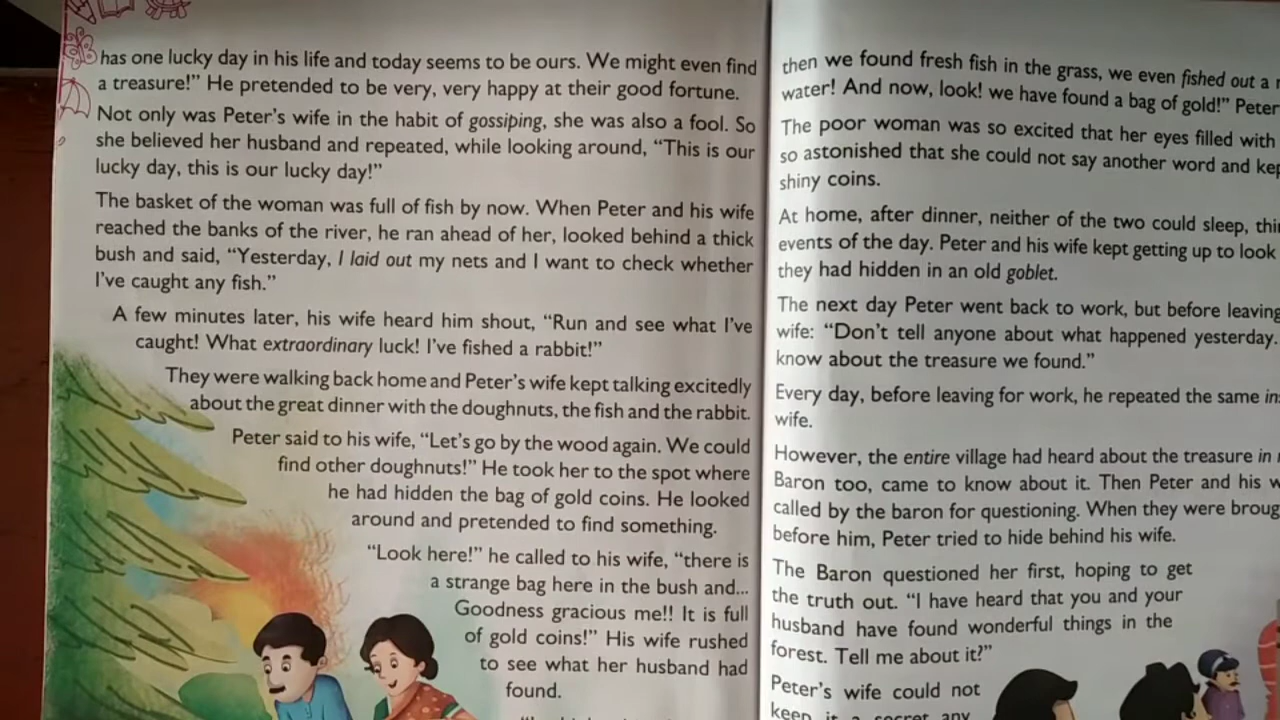 has one lucky day in his life and today seems to be ours. We might even find
a treasure!” He pretended to be very, very happy at their good fortune.
Not only was Peter’s wife in the habit of gossiping, she was also a fool. So
she believed her husband and repeated, while looking around, “This is our
lucky day, this is our lucky day!”
The basket of the woman was full of fish by now. When Peter and his wife
reached the banks of the river, he ran ahead of her, looked behind a thick
bush and said, “Yesterday, I laid out my nets and I want to check whether
I’ve caught any fish.”
A few minutes later, his wife heard him shout, “Run and see what I’ve
caught! What extraordinary luck! I’ve fished a rabbit!”
They were walking back home and Peter’s wife kept talking excitedly
about the great dinner with the doughnuts, the fish and the rabbit.
Peter said to his wife, “Let’s go by the wood again. We could
find other doughnuts!” He took her to the spot where
he had hidden the bag of gold coins. He looked
around and pretended to find something.
“Look here!” he called to his wife, “there is
a strange bag here in the bush and...
Goodness gracious me!! It is full
of gold coins!” His wife rushed
to see what her husband had
found.
then we found fresh fish in the grass, we even fished out a
water! And now, look! we have found a bag of gold!” Peter
The poor woman was so excited that her eyes filled with
so astonished that she could not say another word and
shiny coins.
At home, after dinner, neither of the two could sleep,
events of the day. Peter and his wife kept getting up to look
they had hidden in an old goblet.
The next day Peter went back to work, but before leaving
wife: “Don’t tell anyone about what happened yesterday.
know about the treasure we found.”
Every day, before leaving for work, he repeated the same
wife.
However, the entire village had heard about the treasure in
Baron too, came to know about it. Then Peter and his
called by the baron for questioning. When they were
before him, Peter tried to hide behind his wife.
The Baron questioned her first, hoping to get
the truth out. “I have heard that you and your
husband have found wonderful things in the
forest. Tell me about it?”
Peter’s wife could not
keep it a secret any